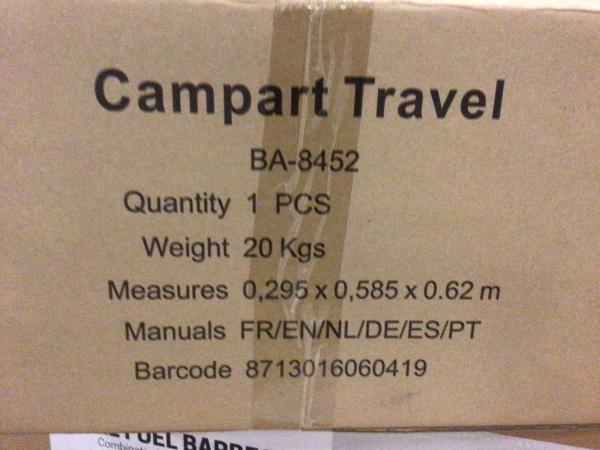 Campart Travel
BA-8452
Quantity 1 PCS
Weight 20 Kgs
Measures 0,295 x 0,585 x 0.62 m
Manuals FR/EN/NL/DE/ES/PT
Barcode 8713016060419